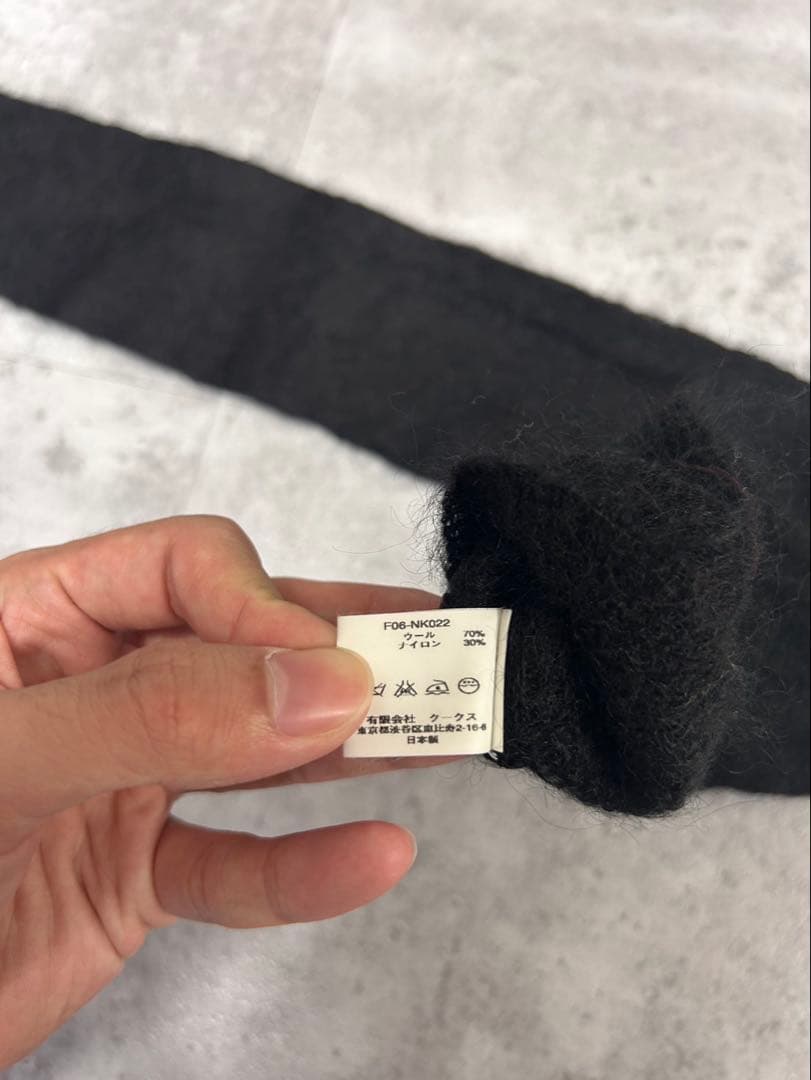 F06-NK022
ウール 70%
ナイロン 30%
有限会社 クークス
東京都渋谷区恵比寿2-16-6
日本製